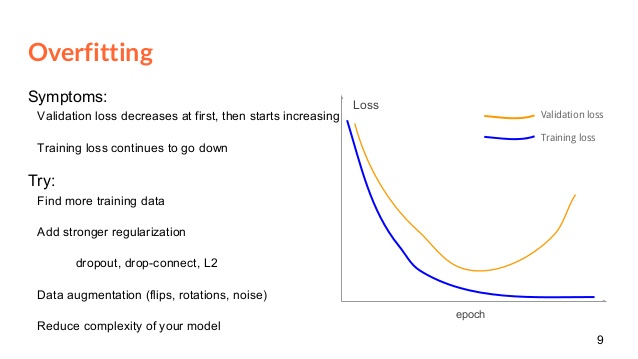 Overfitting
Symptoms:
Validation loss decreases at first, then starts increasing
Training loss continues to go down
Try:
Find more training data
Add stronger regularization
dropout, drop-connect, L2
Data augmentation (flips, rotations, noise)
Reduce complexity of your model
Loss
Validation loss
Training loss
epoch
9